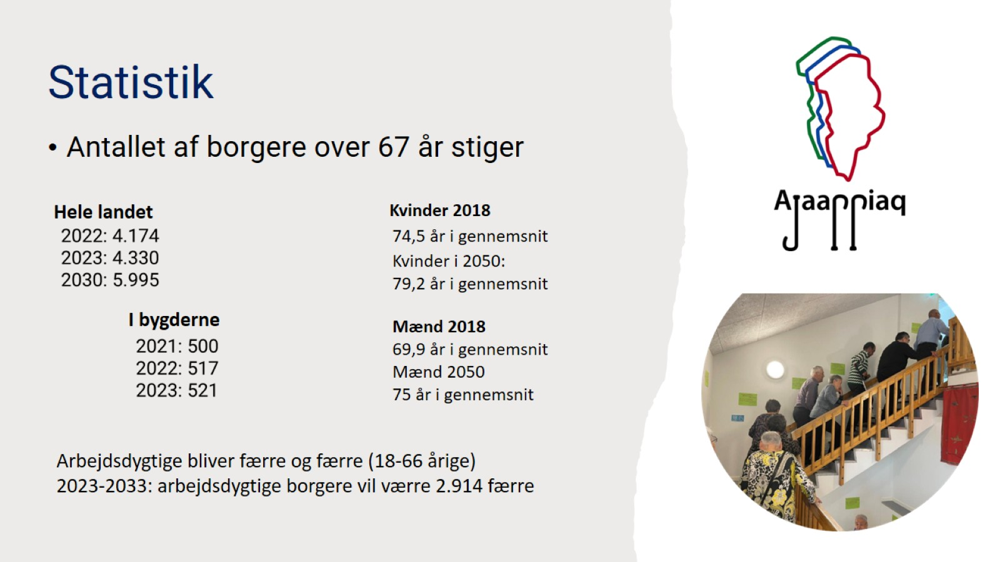 Statistik
• Antallet af borgere over 67 år stiger
Hele landet
2022: 4.174
2023: 4.330
2030: 5.995
I bygderne
2021: 500
2022: 517
2023: 521
Kvinder 2018
74,5 år i gennemsnit
Kvinder i 2050:
79,2 år i gennemsnit
Mænd 2018
69,9 år i gennemsnit
Mænd 2050
75 år i gennemsnit
Arbejdsdygtige bliver færre og færre (18-66 årige)
2023-2033: arbejdsdygtige borgere vil værre 2.914 færre
AJaappiaq